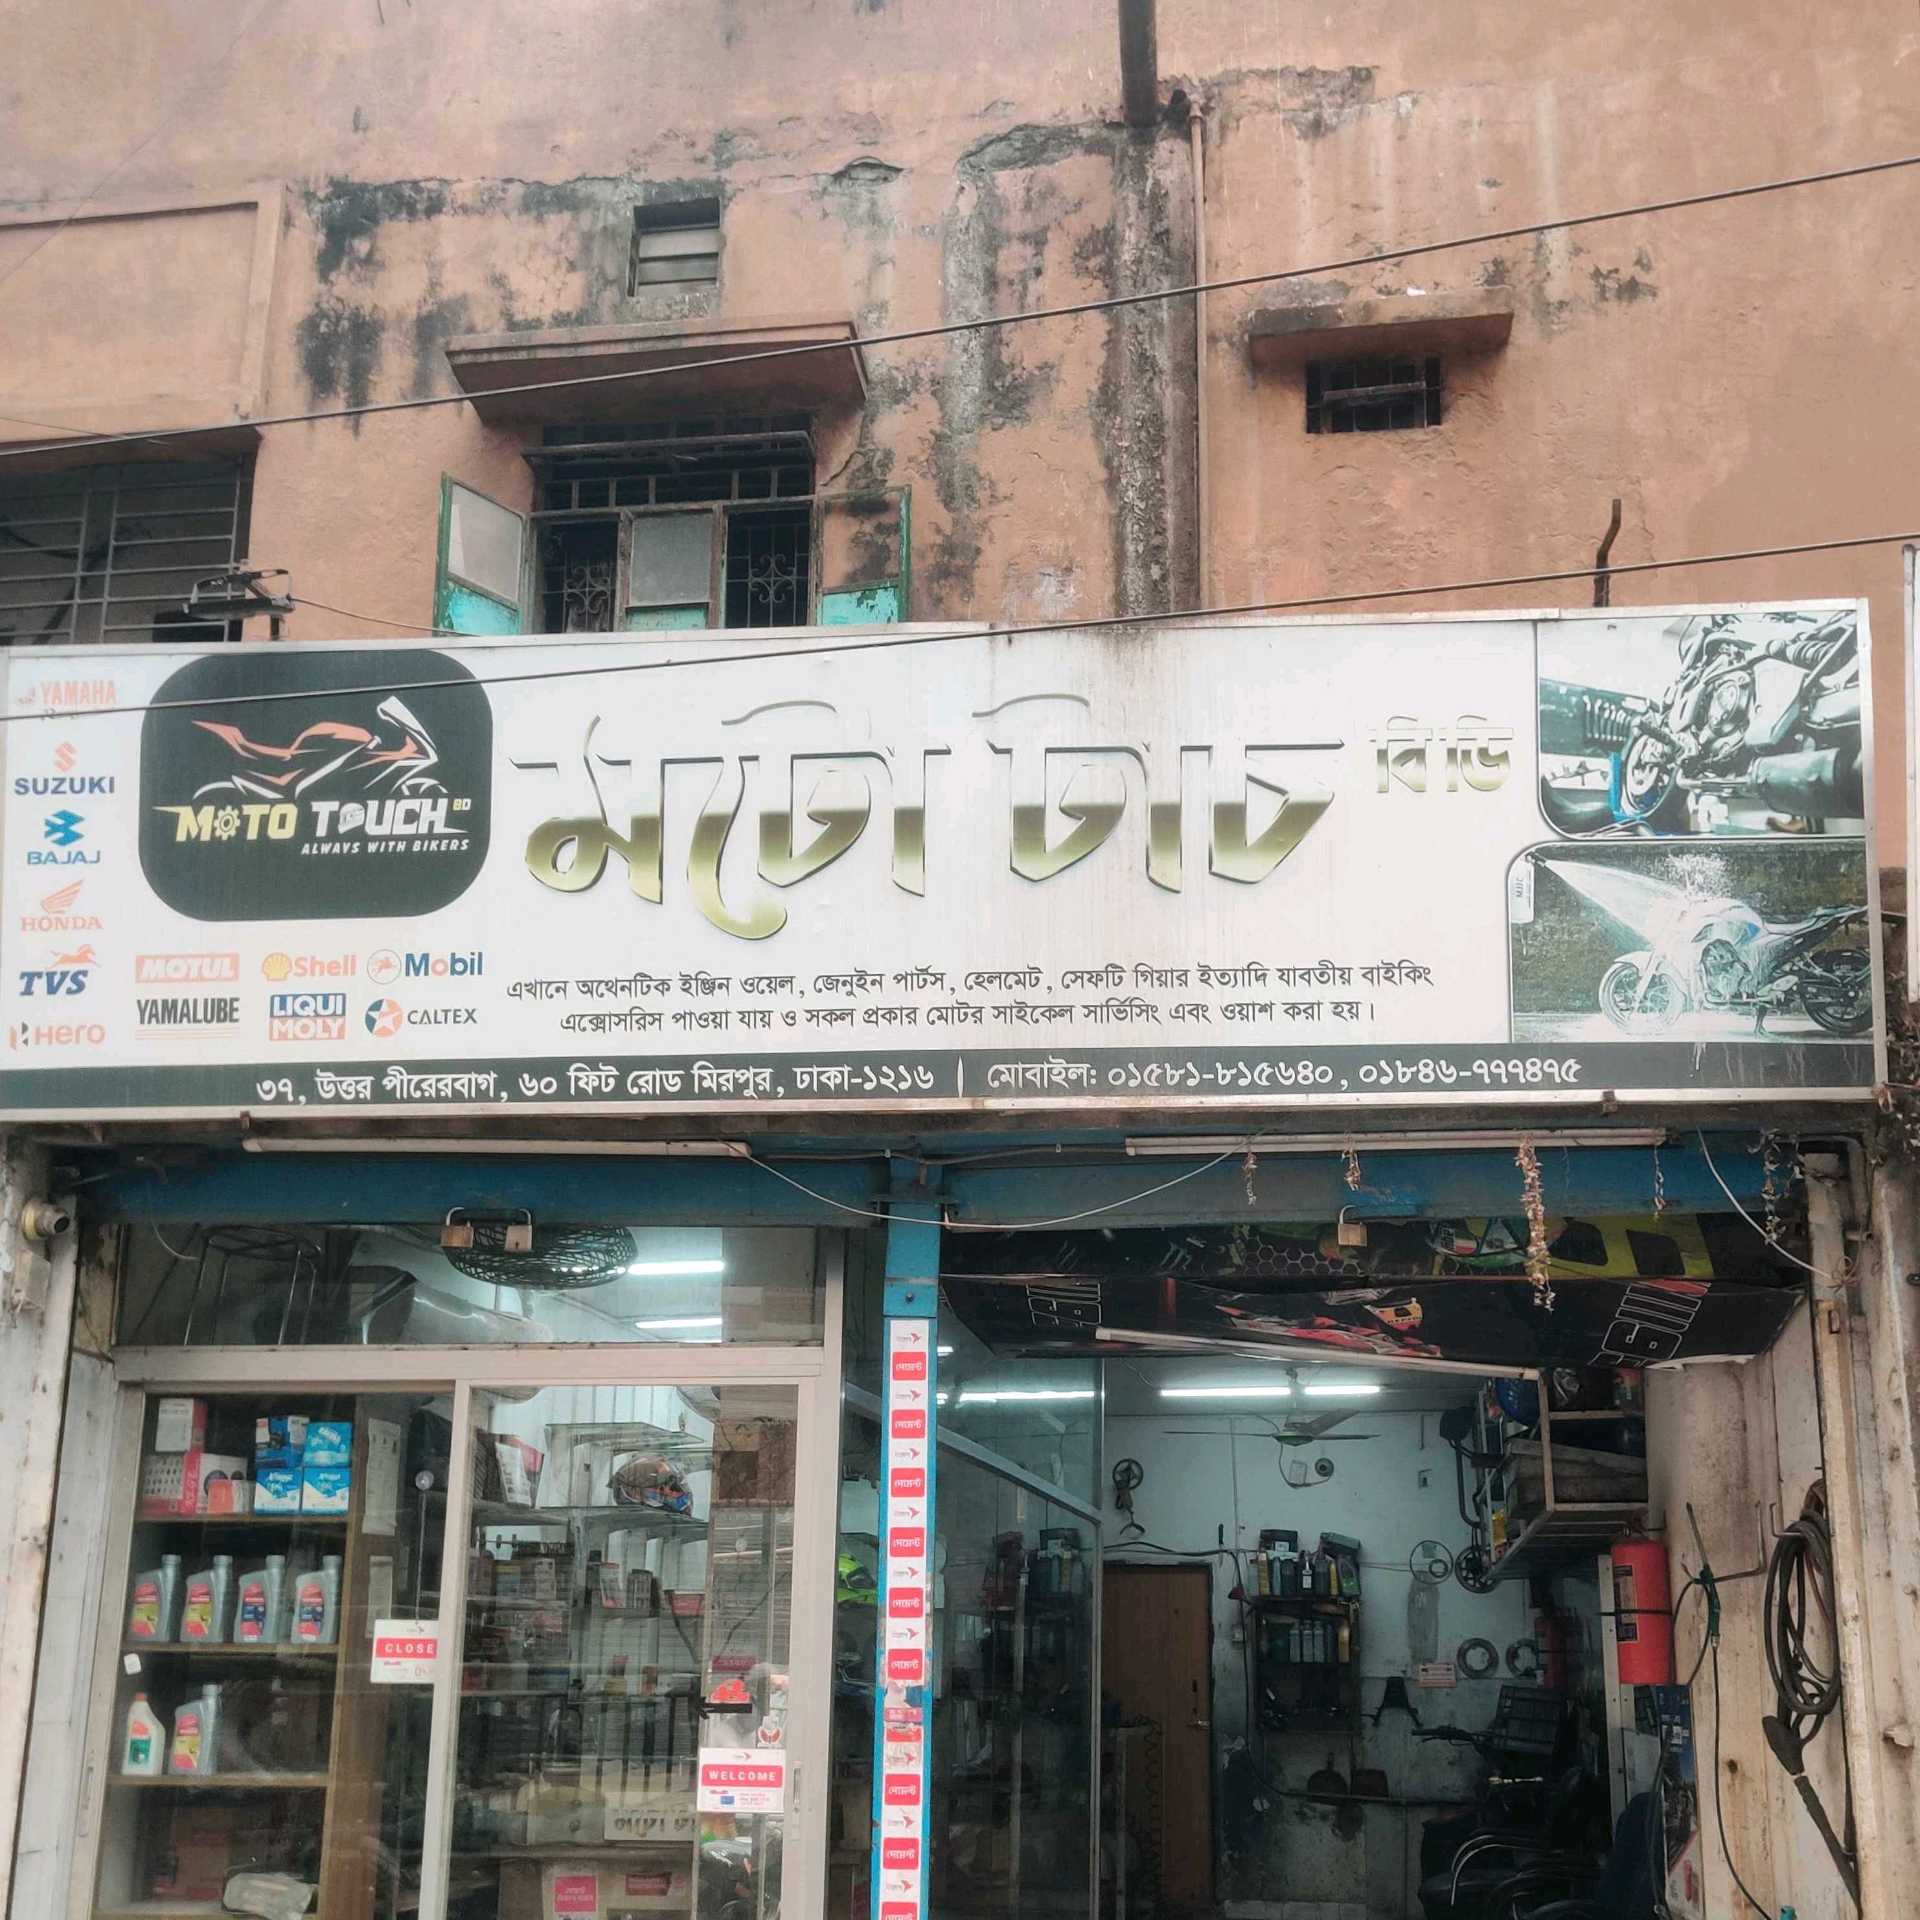 YAMAHA
SUZUKI
BAJAJ
HONDA
TVS
Hero
MOTO TOUCH BD
ALWAYS WITH BIKERS
MOTUL
Shell
Mobil
YAMALUBE
LIQUI MOLY
CALTEX
মটো টাচ বিডি
এখানে অথেনটিক ইঞ্জিন ওয়েল, জেনুইন পার্টস, হেলমেট, সেফটি গিয়ার ইত্যাদি যাবতীয় বাইকিং
এক্সোসরিস পাওয়া যায় ও সকল প্রকার মোটর সাইকেল সার্ভিসিং এবং ওয়াশ করা হয়।
৩৭, উত্তর পীরেরবাগ, ৬০ ফিট রোড মিরপুর, ঢাকা-১২১৬ | মোবাইল: ০১৫৮১-৮১৫৬৪০, ০১৮৪৬-৭৭৭৪৭৫
CLOSE
WELCOME
পেমেন্ট
পেমেন্ট
পেমেন্ট
পেমেন্ট
পেমেন্ট
পেমেন্ট
পেমেন্ট
পেমেন্ট